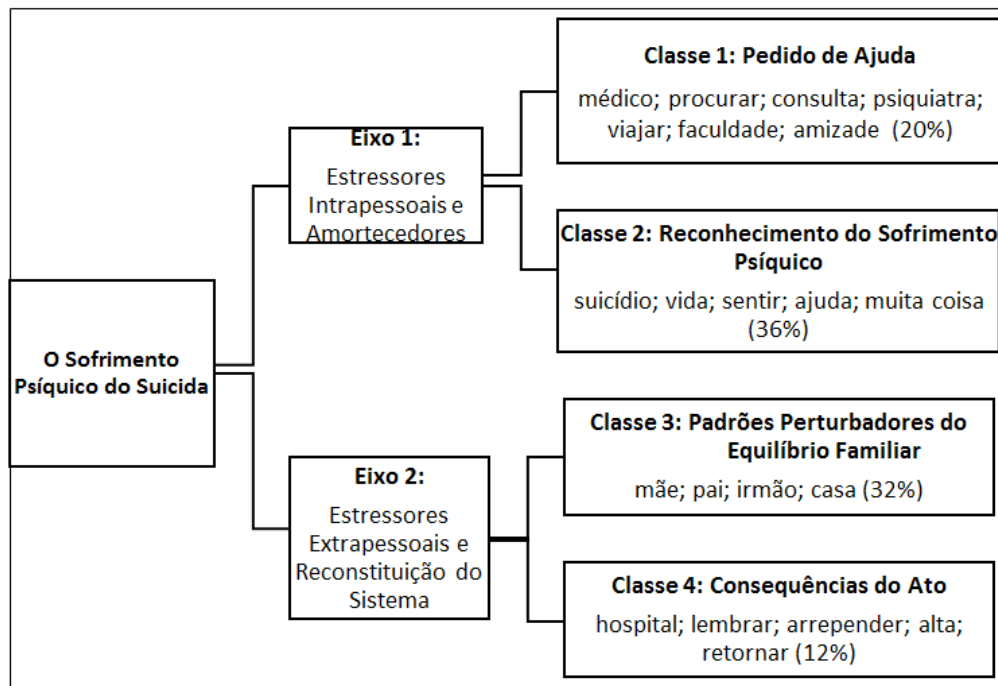 O Sofrimento
Psíquico do Suicida
Eixo 1:
Estressores
Intrapessoais e
Amortecedores
Classe 1: Pedido de Ajuda
médico; procurar; consulta; psiquiatra;
viajar; faculdade; amizade (20%)
Classe 2: Reconhecimento do Sofrimento
Psíquico
suicídio; vida; sentir; ajuda; muita coisa
(36%)
Eixo 2:
Estressores
Extrapessoais e
Reconstituição do
Sistema
Classe 3: Padrões Perturbadores do
Equilíbrio Familiar
mãe; pai; irmão; casa (32%)
Classe 4: Consequências do Ato
hospital; lembrar; arrepender; alta;
retornar (12%)